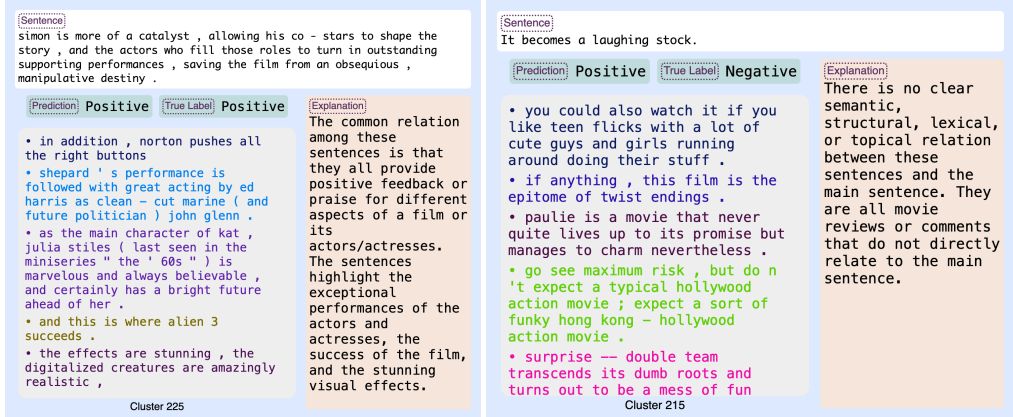 Sentence
simon is more of a catalyst , allowing his co - stars to shape the
story , and the actors who fill those roles to turn in outstanding
supporting performances , saving the film from an obsequious ,
manipulative destiny .
Prediction Positive True Label Positive
• in addition , norton pushes all
the right buttons
• shepard ' s performance is
followed with great acting by ed
harris as clean - cut marine ( and
future politician ) john glenn .
• as the main character of kat ,
julia stiles ( last seen in the
miniseries " the ' 60s " ) is
marvelous and always believable ,
and certainly has a bright future
ahead of her .
• and this is where alien 3
succeeds .
• the effects are stunning , the
digitalized creatures are amazingly
realistic ,
Explanation
The common relation
among these
sentences is that
they all provide
positive feedback or
praise for different
aspects of a film or
its
actors/actresses.
The sentences
highlight the
exceptional
performances of the
actors and
actresses, the
success of the film,
and the stunning
visual effects.
Cluster 225
Sentence
It becomes a laughing stock.
Prediction Positive True Label Negative
• you could also watch it if you
like teen flicks with a lot of
cute guys and girls running
around doing their stuff .
• if anything , this film is the
epitome of twist endings .
• paulie is a movie that never
quite lives up to its promise but
manages to charm nevertheless .
• go see maximum risk , but do n
't expect a typical hollywood
action movie ; expect a sort of
funky hong kong - hollywood
action movie .
• surprise -- double team
transcends its dumb roots and
turns out to be a mess of fun
Explanation
There is no clear
semantic,
structural, lexical,
or topical relation
between these
sentences and the
main sentence. They
are all movie
reviews or comments
that do not directly
relate to the main
sentence.
Cluster 215